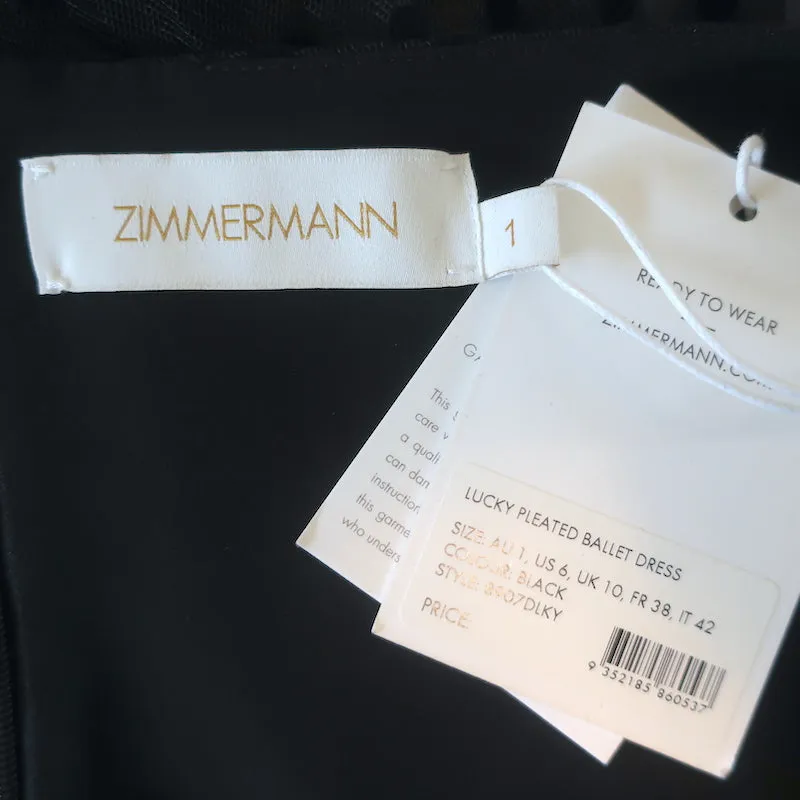 ZIMMERMANN
1
READY TO WEAR
ZIMMERMANN.COM
This
care
a quali
can dan
instruction
this garme
who unders
LUCKY PLEATED BALLET DRESS
SIZE: AU 1, US 6, UK 10, FR 38, IT 42
COLOUR: BLACK
STYLE: 8907DLKY
PRICE
9 352185 860537